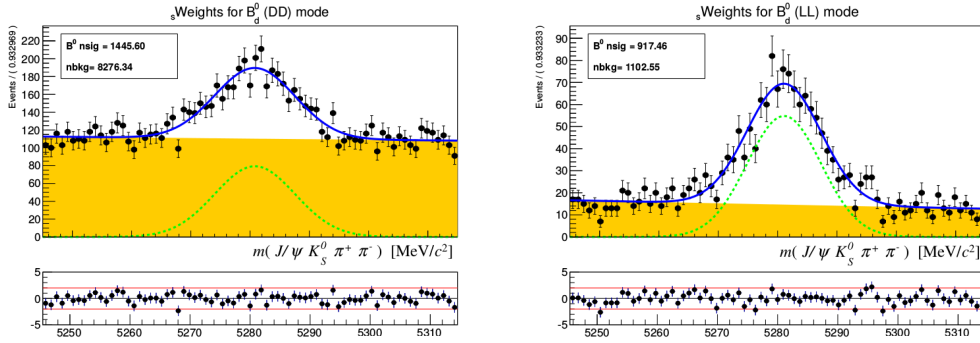 sWeights for B⁰d (DD) mode
Events / ( 0.932969)
220
200
180
160
140
120
100
80
60
40
20
0
B⁰ nsig = 1445.60
nbkg= 8276.34
m( J/ψ K⁰S π⁺ π⁻ ) [MeV/c²]
5
0
-5
5250 5260 5270 5280 5290 5300 5310
sWeights for B⁰d (LL) mode
Events / ( 0.933233)
90
80
70
60
50
40
30
20
10
0
B⁰ nsig = 917.46
nbkg= 1102.55
m( J/ψ K⁰S π⁺ π⁻ ) [MeV/c²]
5
0
-5
5250 5260 5270 5280 5290 5300 5310